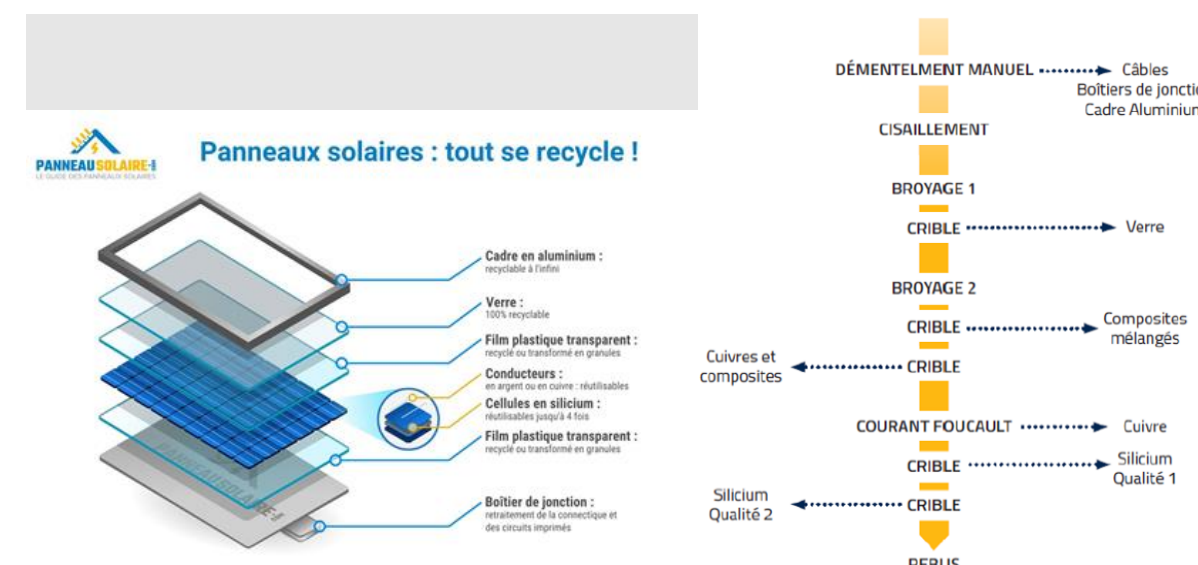 PANNEAUSOLAIRE-I
LE GUIDE DES PANNEAUX SOLAIRES
Panneaux solaires : tout se recycle !
Cadre en aluminium :
recyclable à l'infini
Verre :
100% recyclable
Film plastique transparent :
recyclé ou transformé en granules
Conducteurs :
en argent ou en cuivre : réutilisables
Cellules en silicium :
réutilisables jusqu'à 4 fois
Film plastique transparent :
recyclé ou transformé en granules
Boîtier de jonction :
retraitement de la connectique et
des circuits imprimés
PANNEAUSOLAIRE-I
DÉMENTELMENT MANUEL
Câbles
Boîtiers de jonctio
Cadre Aluminium
CISAILLEMENT
BROYAGE 1
CRIBLE
Verre
BROYAGE 2
CRIBLE
Composites
mélangés
Cuivres et
composites
CRIBLE
COURANT FOUCAULT
Cuivre
CRIBLE
Silicium
Qualité 1
Silicium
Qualité 2
CRIBLE
REBUS